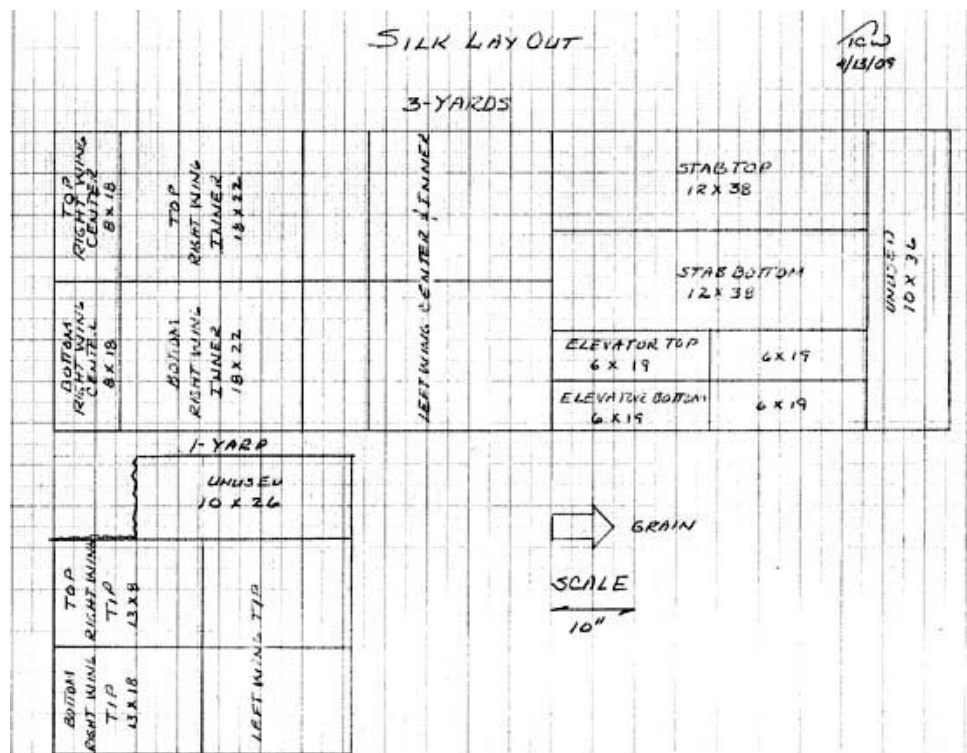 SILK LAY OUT
ICW
4/13/09
3-YARDS
TOP
RIGHT WING
CENTER
8 X 18
TOP
RIGHT WING
INNER
18 X 22
LEFT WING CENTER & INNER
STAB TOP
12 X 38
STAB BOTTOM
12 X 38
UNUSED
10 X 36
BOTTOM
RIGHT WING
CENTER
8 X 18
BOTTOM
RIGHT WING
INNER
18 X 22
ELEVATOR TOP
6 X 19
6 X 19
ELEVATOR BOTTOM
6 X 19
6 X 19
1-YARD
UNUSED
10 X 26
GRAIN
SCALE
10"
TOP
RIGHT WING
TIP
13 X 8
BOTTOM
RIGHT WING
TIP
13 X 18
LEFT WING TIP